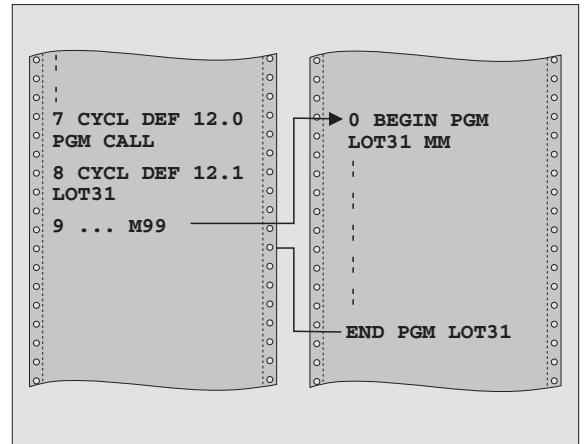 7 CYCL DEF 12.0
PGM CALL
8 CYCL DEF 12.1
LOT31
9 ... M99
0 BEGIN PGM
LOT31 MM
END PGM LOT31